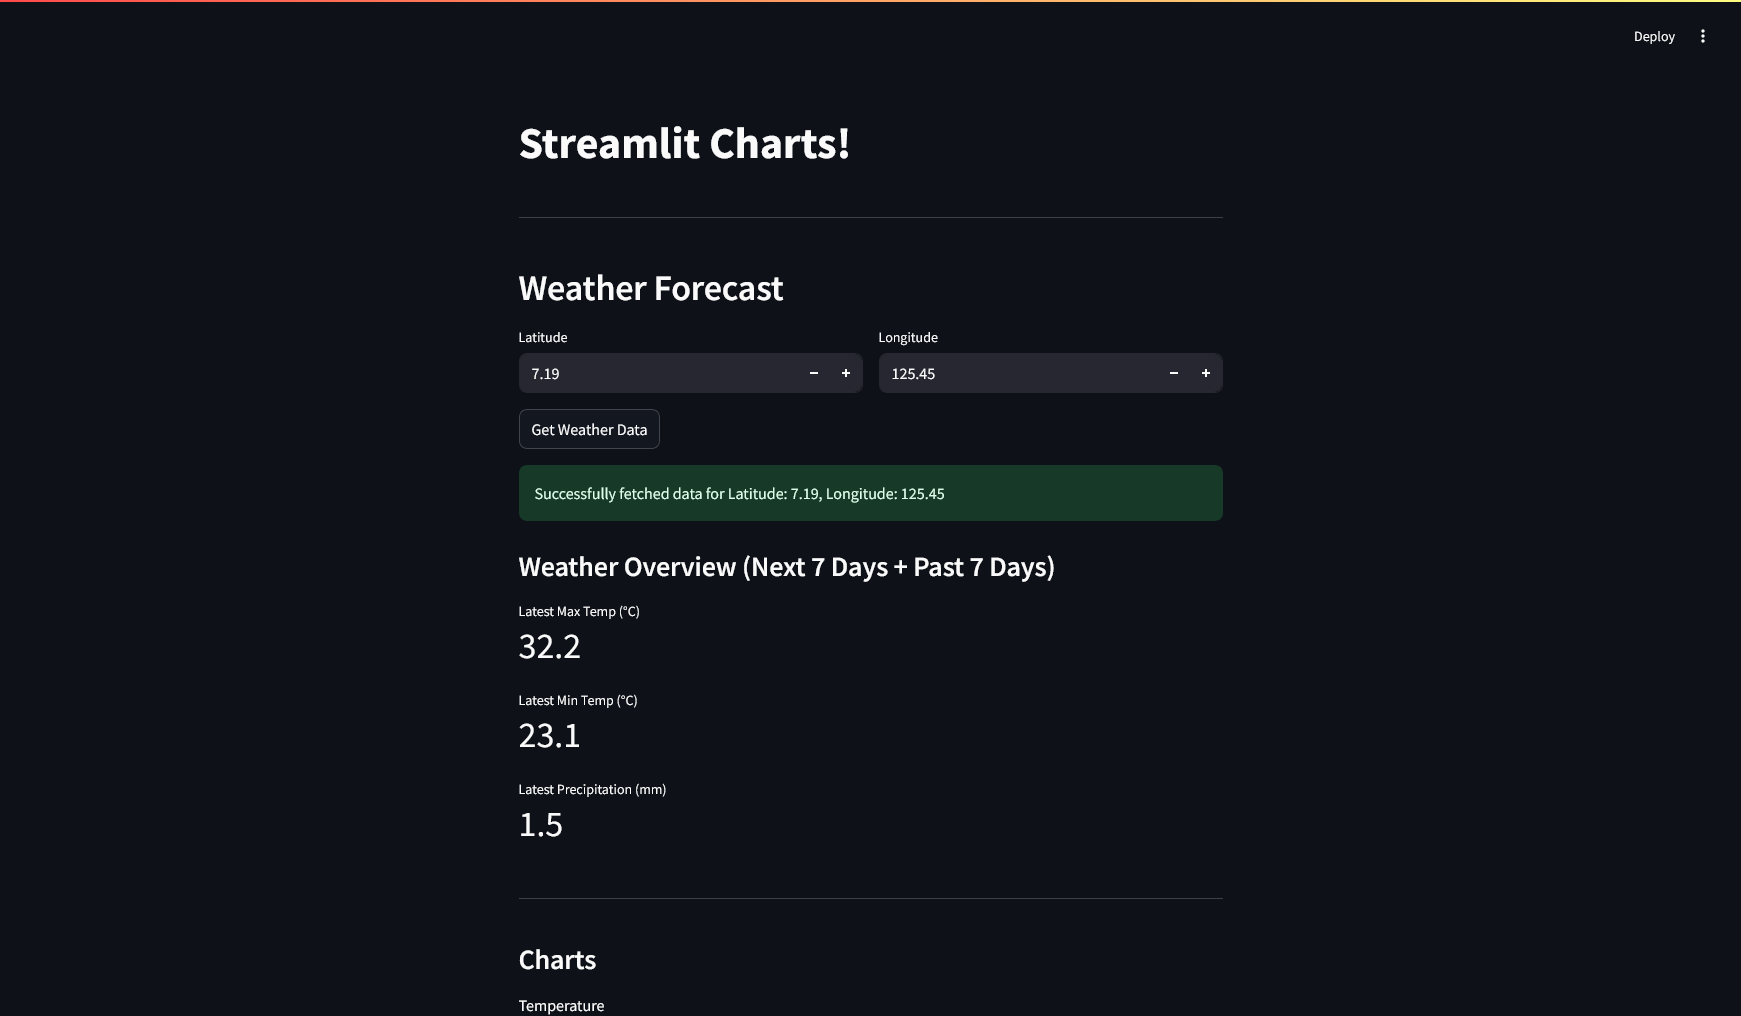 Deploy
Streamlit Charts!
Weather Forecast
Latitude
Longitude
7.19
125.45
Get Weather Data
Successfully fetched data for Latitude: 7.19, Longitude: 125.45
Weather Overview (Next 7 Days + Past 7 Days)
Latest Max Temp (°C)
32.2
Latest Min Temp (°C)
23.1
Latest Precipitation (mm)
1.5
Charts
Temperature